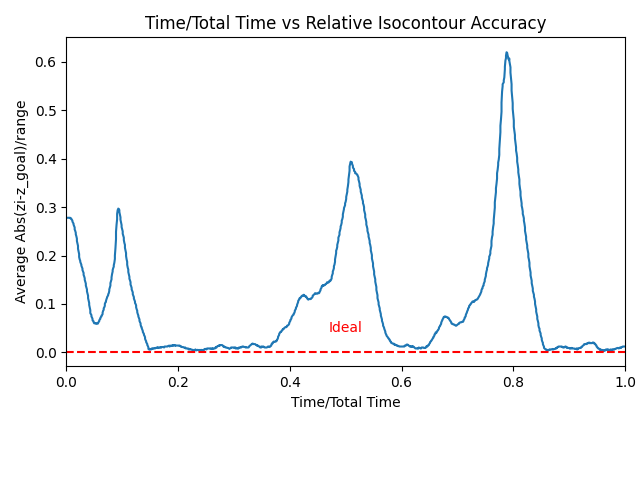 Time/Total Time vs Relative Isocontour Accuracy
Average Abs(zi-z_goal)/range
0.6
0.5
0.4
0.3
0.2
0.1
0.0
Ideal
0.0 0.2 0.4 0.6 0.8 1.0
Time/Total Time